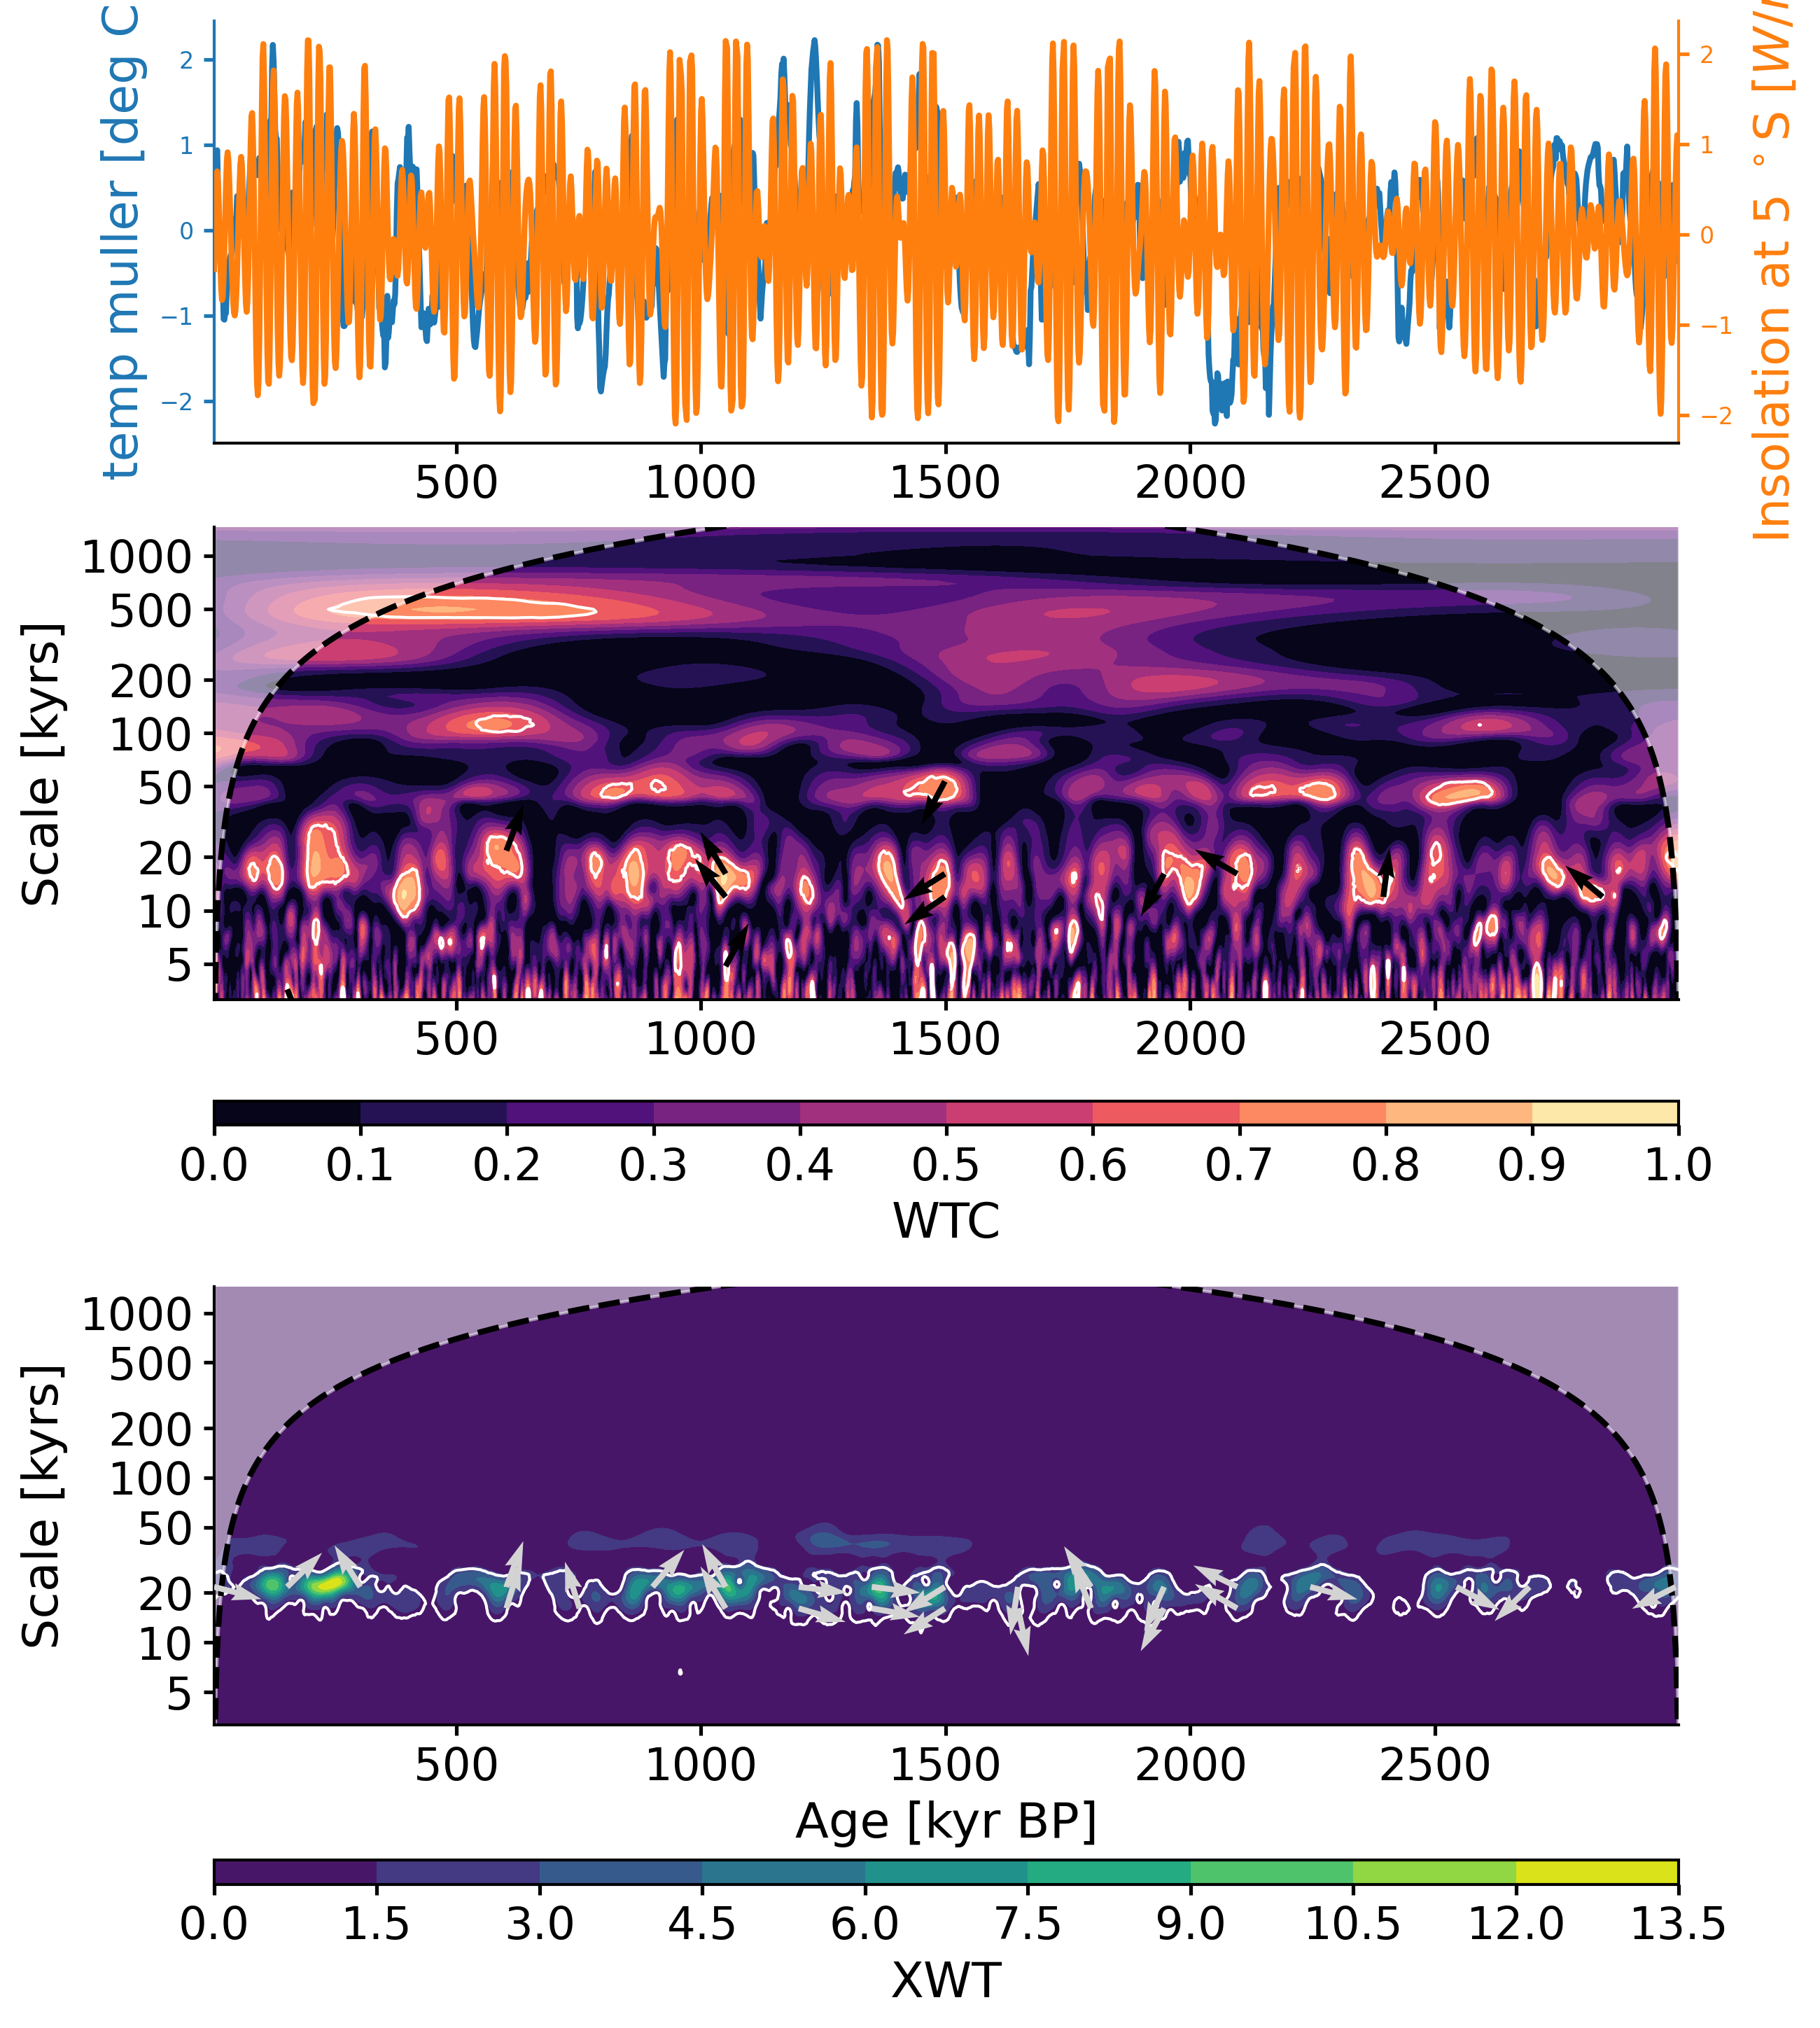 temp muller [deg C
2
1
0
−1
−2
2
1
0
−1
−2
Insolation at 5 °S [W/
500 1000 1500 2000 2500
Scale [kyrs]
1000
500
200
100
50
20
10
5
500 1000 1500 2000 2500
0.0 0.1 0.2 0.3 0.4 0.5 0.6 0.7 0.8 0.9 1.0
WTC
Scale [kyrs]
1000
500
200
100
50
20
10
5
500 1000 1500 2000 2500
Age [kyr BP]
0.0 1.5 3.0 4.5 6.0 7.5 9.0 10.5 12.0 13.5
XWT